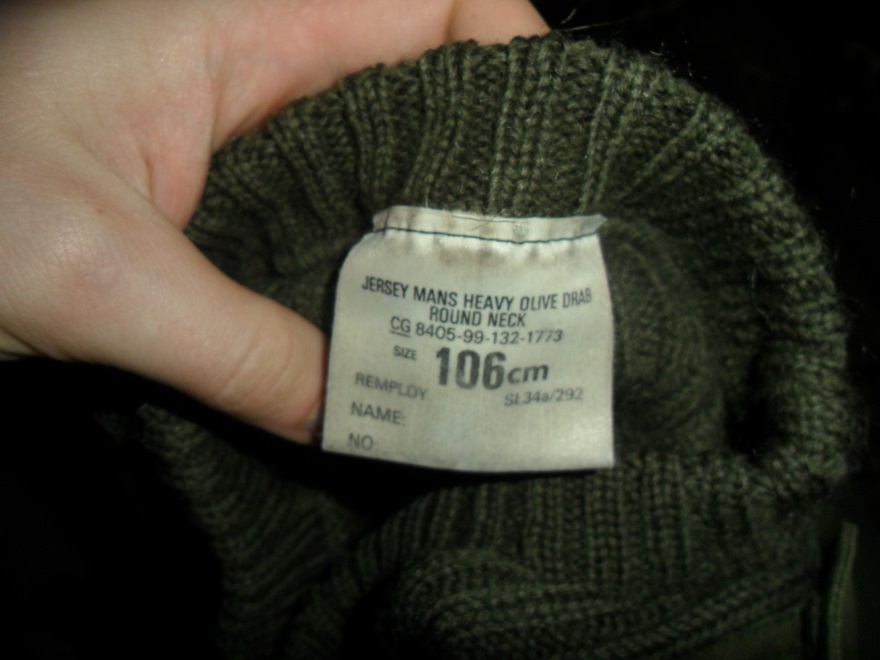 JERSEY MANS HEAVY OLIVE DRAB
ROUND NECK
CG 8405-99-132-1773
SIZE 106cm
REMPLOY SL34a/292
NAME:
NO: